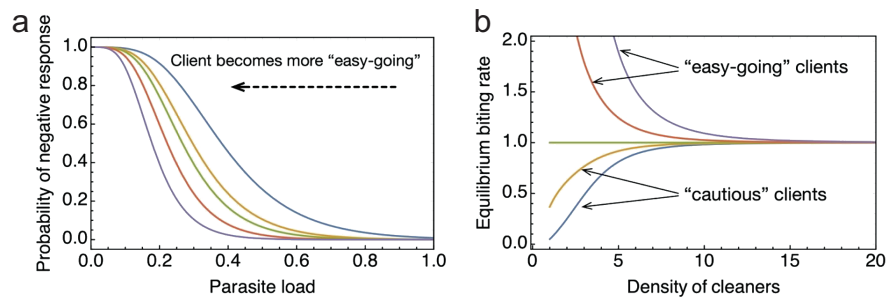 a
Probability of negative response
1.0
0.8
0.6
0.4
0.2
0.0
Client becomes more “easy-going”
0.0 0.2 0.4 0.6 0.8 1.0
Parasite load
b
Equilibrium biting rate
2.0
1.5
1.0
0.5
0.0
“easy-going” clients
“cautious” clients
0 5 10 15 20
Density of cleaners